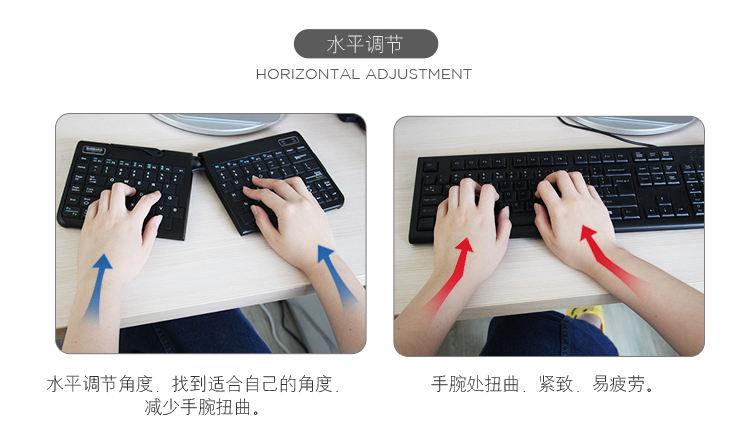 水平调节
HORIZONTAL ADJUSTMENT
水平调节角度、找到适合自己的角度、
减少手腕扭曲。
手腕处扭曲、紧致、易疲劳。